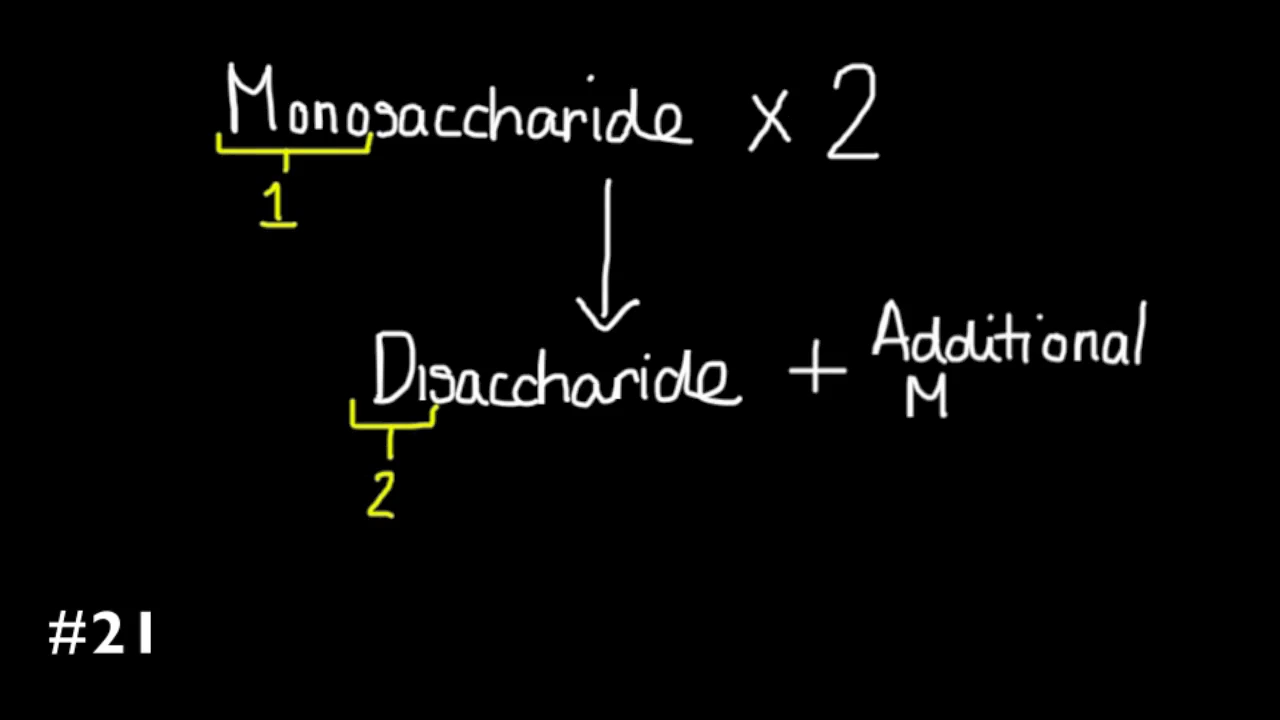 Monosaccharide x 2
1
Disaccharide + Additional
M
2
#21